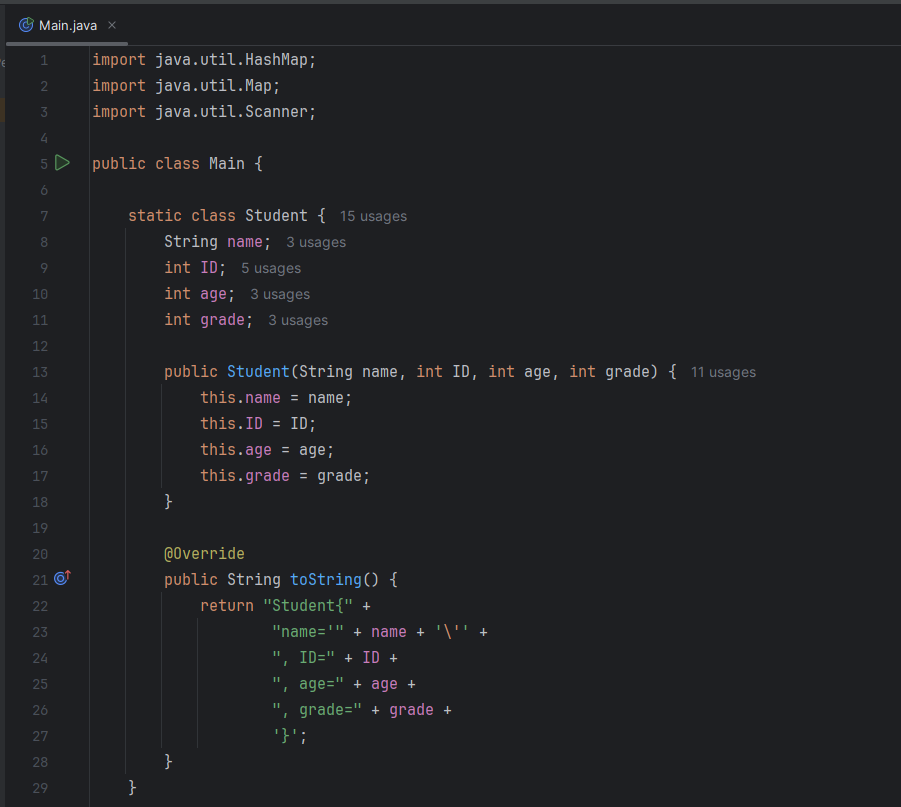 Main.java ×
1 import java.util.HashMap;
2 import java.util.Map;
3 import java.util.Scanner;
4
5 public class Main {
6
7     static class Student {  15 usages
8         String name;  3 usages
9         int ID;  5 usages
10         int age;  3 usages
11         int grade;  3 usages
12
13         public Student(String name, int ID, int age, int grade) {  11 usages
14             this.name = name;
15             this.ID = ID;
16             this.age = age;
17             this.grade = grade;
18         }
19
20         @Override
21         public String toString() {
22             return "Student{" +
23                     "name='" + name + '\'' +
24                     ", ID=" + ID +
25                     ", age=" + age +
26                     ", grade=" + grade +
27                     '}';
28         }
29     }